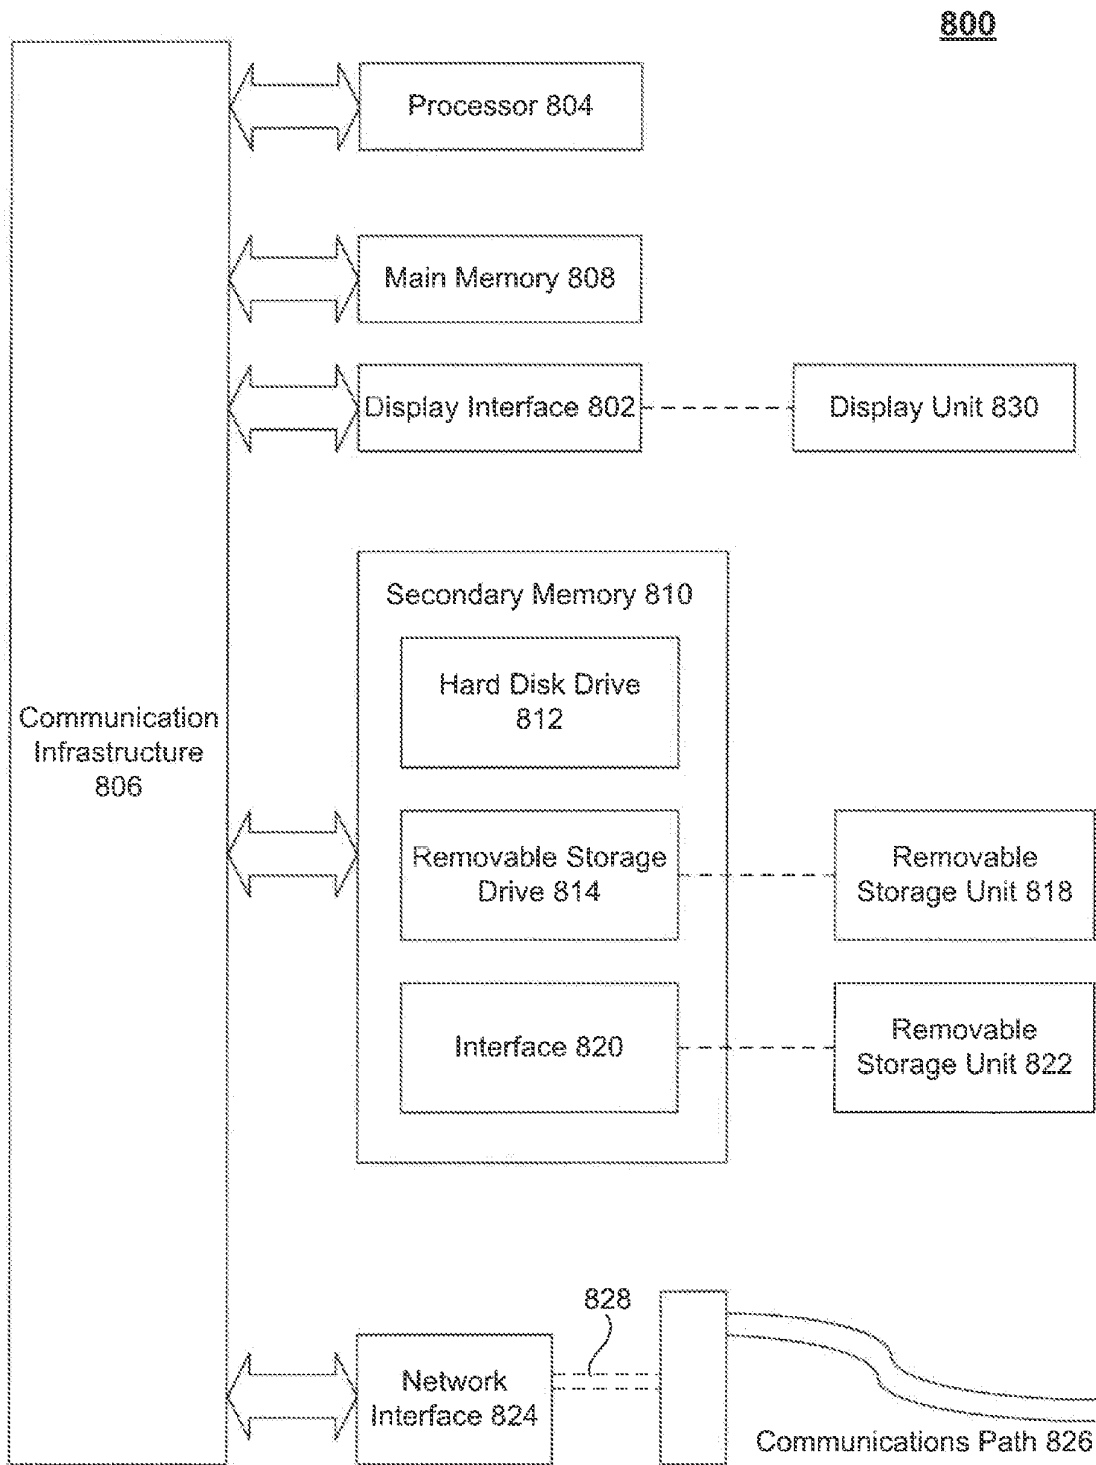 800
Processor 804
Main Memory 808
Display Interface 802
Display Unit 830
Secondary Memory 810
Hard Disk Drive
812
Communication
Infrastructure
806
Removable Storage
Drive 814
Removable
Storage Unit 818
Interface 820
Removable
Storage Unit 822
828
Network
Interface 824
Communications Path 826